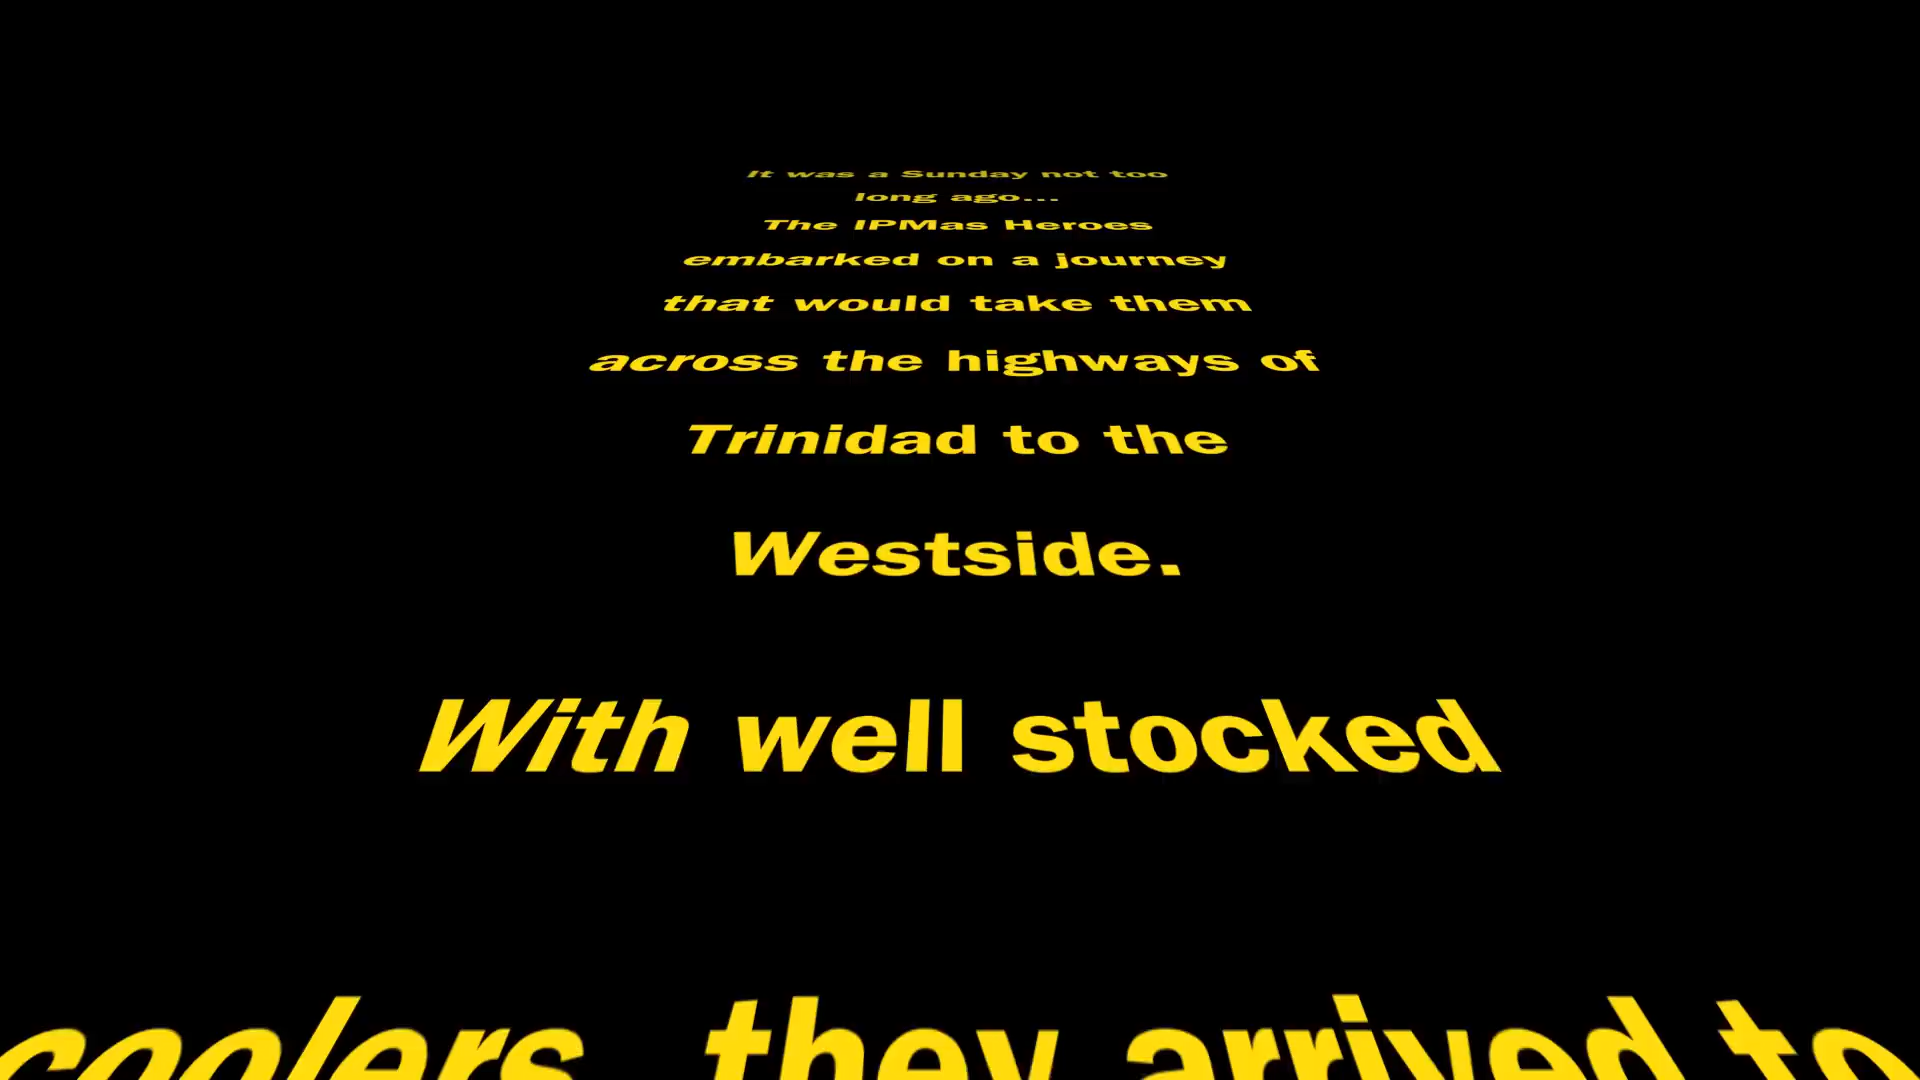 It was a Sunday not too
long ago...
The IPMas Heroes
embarked on a journey
that would take them
across the highways of
Trinidad to the
Westside.
With well stocked
coolers, they arrived to